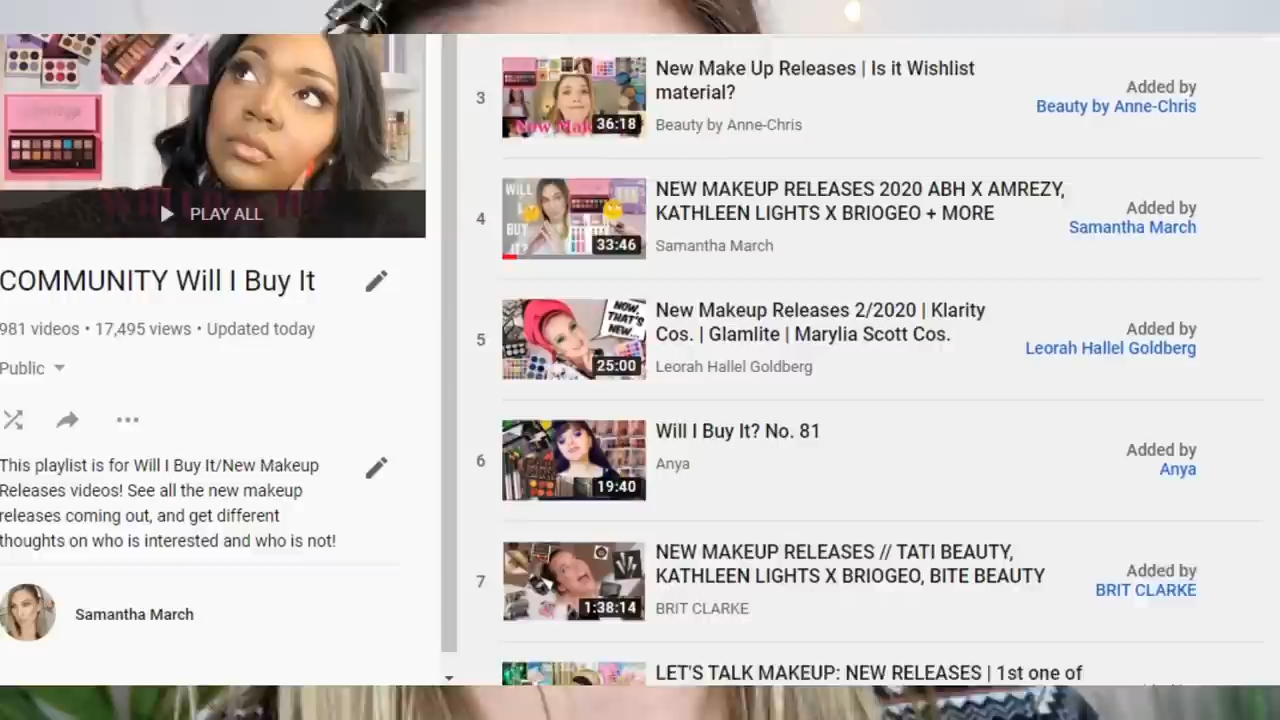 PLAY ALL
COMMUNITY Will I Buy It
981 videos • 17,495 views • Updated today
Public
This playlist is for Will I Buy It/New Makeup
Releases videos! See all the new makeup
releases coming out, and get different
thoughts on who is interested and who is not!
Samantha March
3
36:18
New Make Up Releases | Is it Wishlist
material?
Beauty by Anne-Chris
Added by
Beauty by Anne-Chris
4
WILL
I
BUY
IT?
33:46
NEW MAKEUP RELEASES 2020 ABH X AMREZY,
KATHLEEN LIGHTS X BRIOGEO + MORE
Samantha March
Added by
Samantha March
5
NOW,
THAT'S
NEW...
25:00
New Makeup Releases 2/2020 | Klarity
Cos. | Glamlite | Marylia Scott Cos.
Leorah Hallel Goldberg
Added by
Leorah Hallel Goldberg
6
19:40
Will I Buy It? No. 81
Anya
Added by
Anya
7
1:38:14
NEW MAKEUP RELEASES // TATI BEAUTY,
KATHLEEN LIGHTS X BRIOGEO, BITE BEAUTY
BRIT CLARKE
Added by
BRIT CLARKE
LET'S TALK MAKEUP: NEW RELEASES | 1st one of